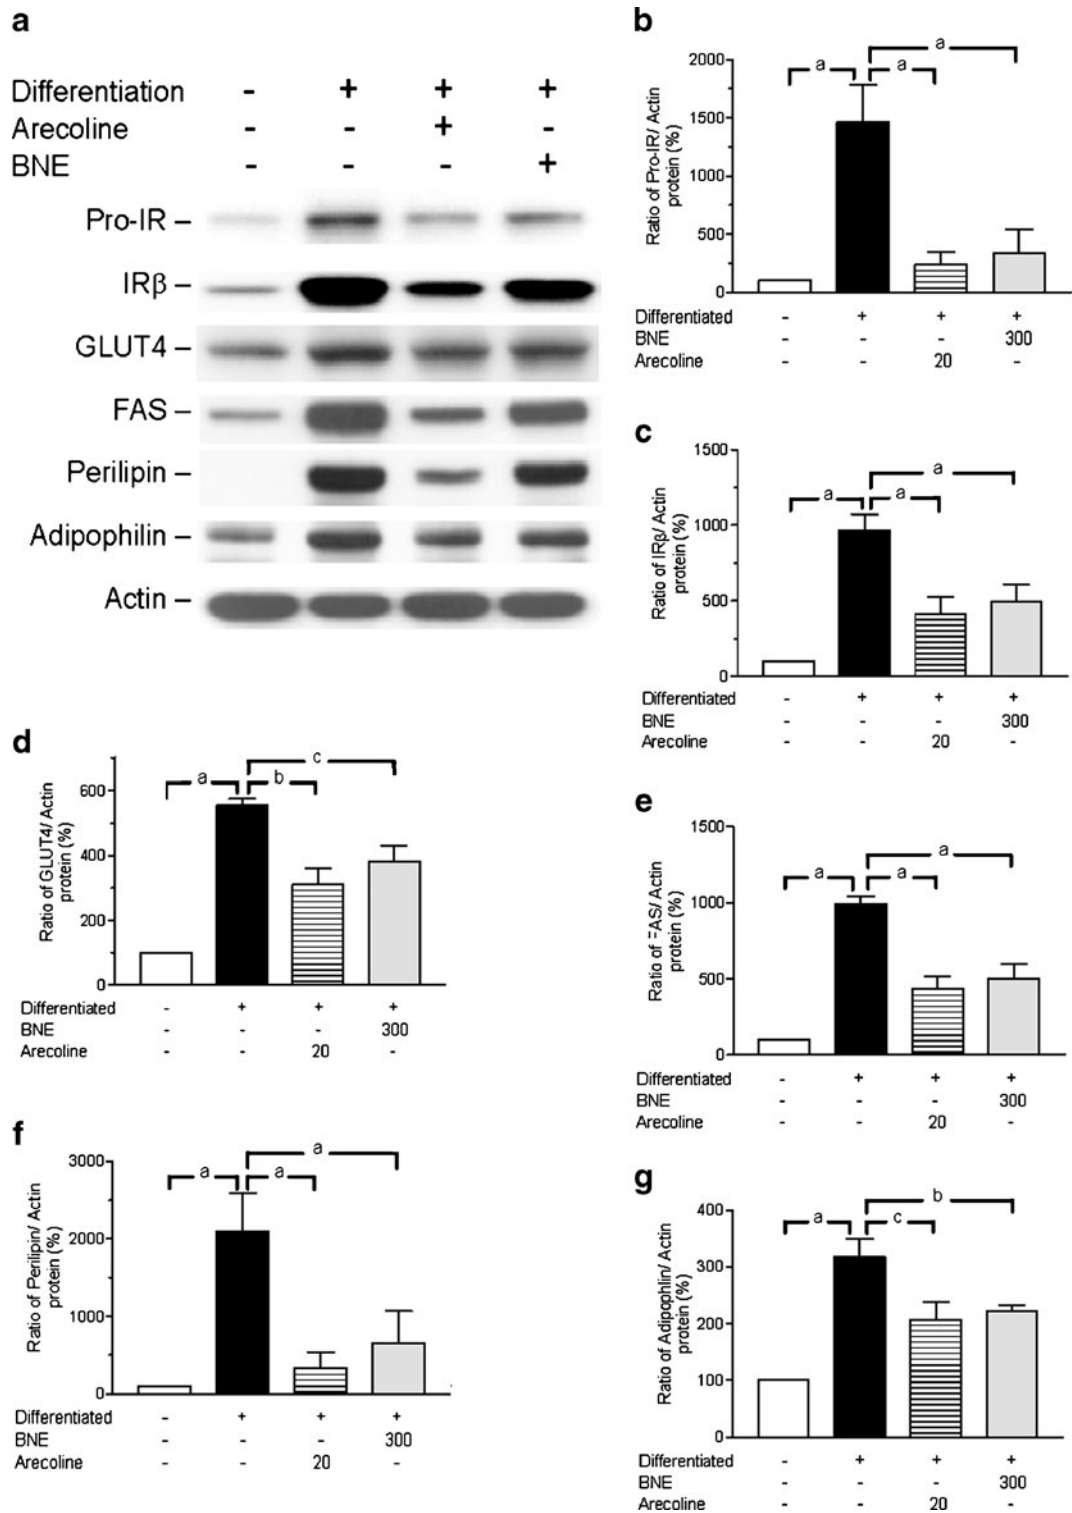 a
Differentiation - + + +
Arecoline - - + -
BNE - - - +
Pro-IR –
IRβ –
GLUT4 –
FAS –
Perilipin –
Adipophilin –
Actin –
b
Ratio of Pro-IR/ Actin
protein (%)
2000
1500
1000
500
0
a
a a
Differentiated - + + +
BNE - - - 300
Arecoline - - 20 -
c
Ratio of IRβ/ Actin
protein (%)
1500
1000
500
0
a
a a
Differentiated - + + +
BNE - - - 300
Arecoline - - 20 -
d
Ratio of GLUT4/ Actin
protein (%)
600
400
200
0
c
a b
Differentiated - + + +
BNE - - - 300
Arecoline - - 20 -
e
Ratio of FAS/ Actin
protein (%)
1500
1000
500
0
a
a a
Differentiated - + + +
BNE - - - 300
Arecoline - - 20 -
f
Ratio of Perilipin/ Actin
protein (%)
3000
2000
1000
0
a
a a
Differentiated - + + +
BNE - - - 300
Arecoline - - 20 -
g
Ratio of Adipophlin/ Actin
protein (%)
400
300
200
100
0
b
a c
Differentiated - + + +
BNE - - - 300
Arecoline - - 20 -